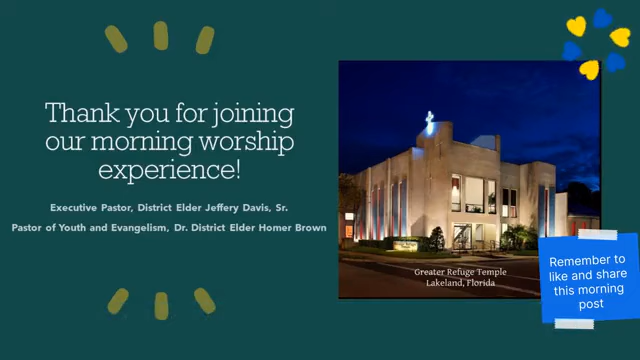 Thank you for joining
our morning worship
experience!
Executive Pastor, District Elder Jeffery Davis, Sr.
Pastor of Youth and Evangelism, Dr. District Elder Homer Brown
Greater Refuge Temple
Lakeland, Florida
Remember to
like and share
this morning
post